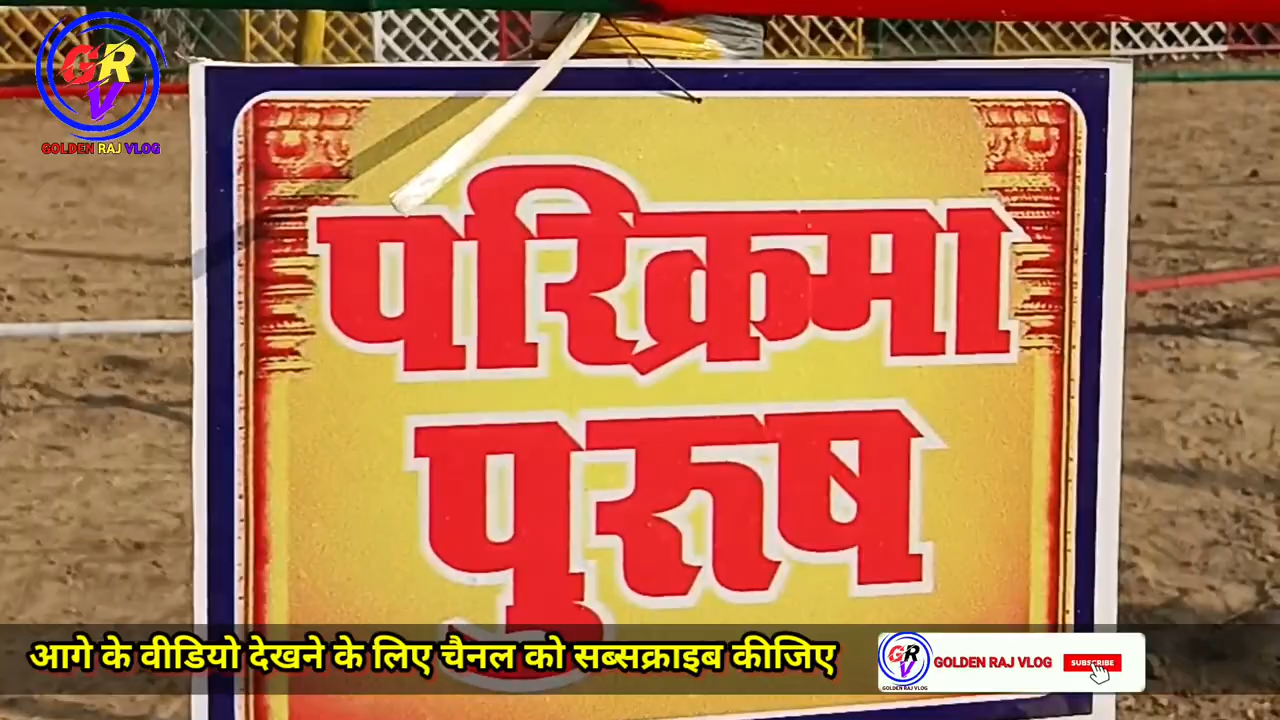 GRV
GOLDEN RAJ VLOG
परिक्रमा
पुरूष
आगे के वीडियो देखने के लिए चैनल को सब्सक्राइब कीजिए
GRV
GOLDEN RAJ VLOG
GOLDEN RAJ VLOG
SUBSCRIBE